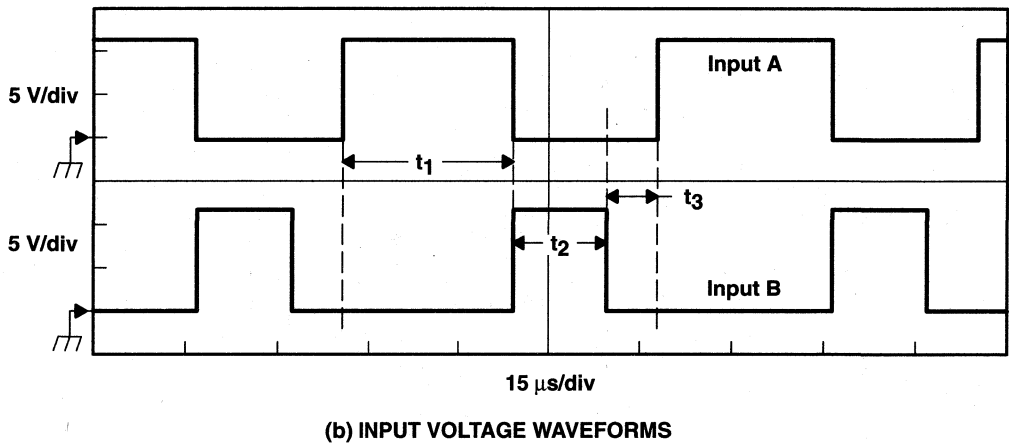 Input A
5 V/div
t1
t3
5 V/div
t2
Input B
15 μs/div
(b) INPUT VOLTAGE WAVEFORMS